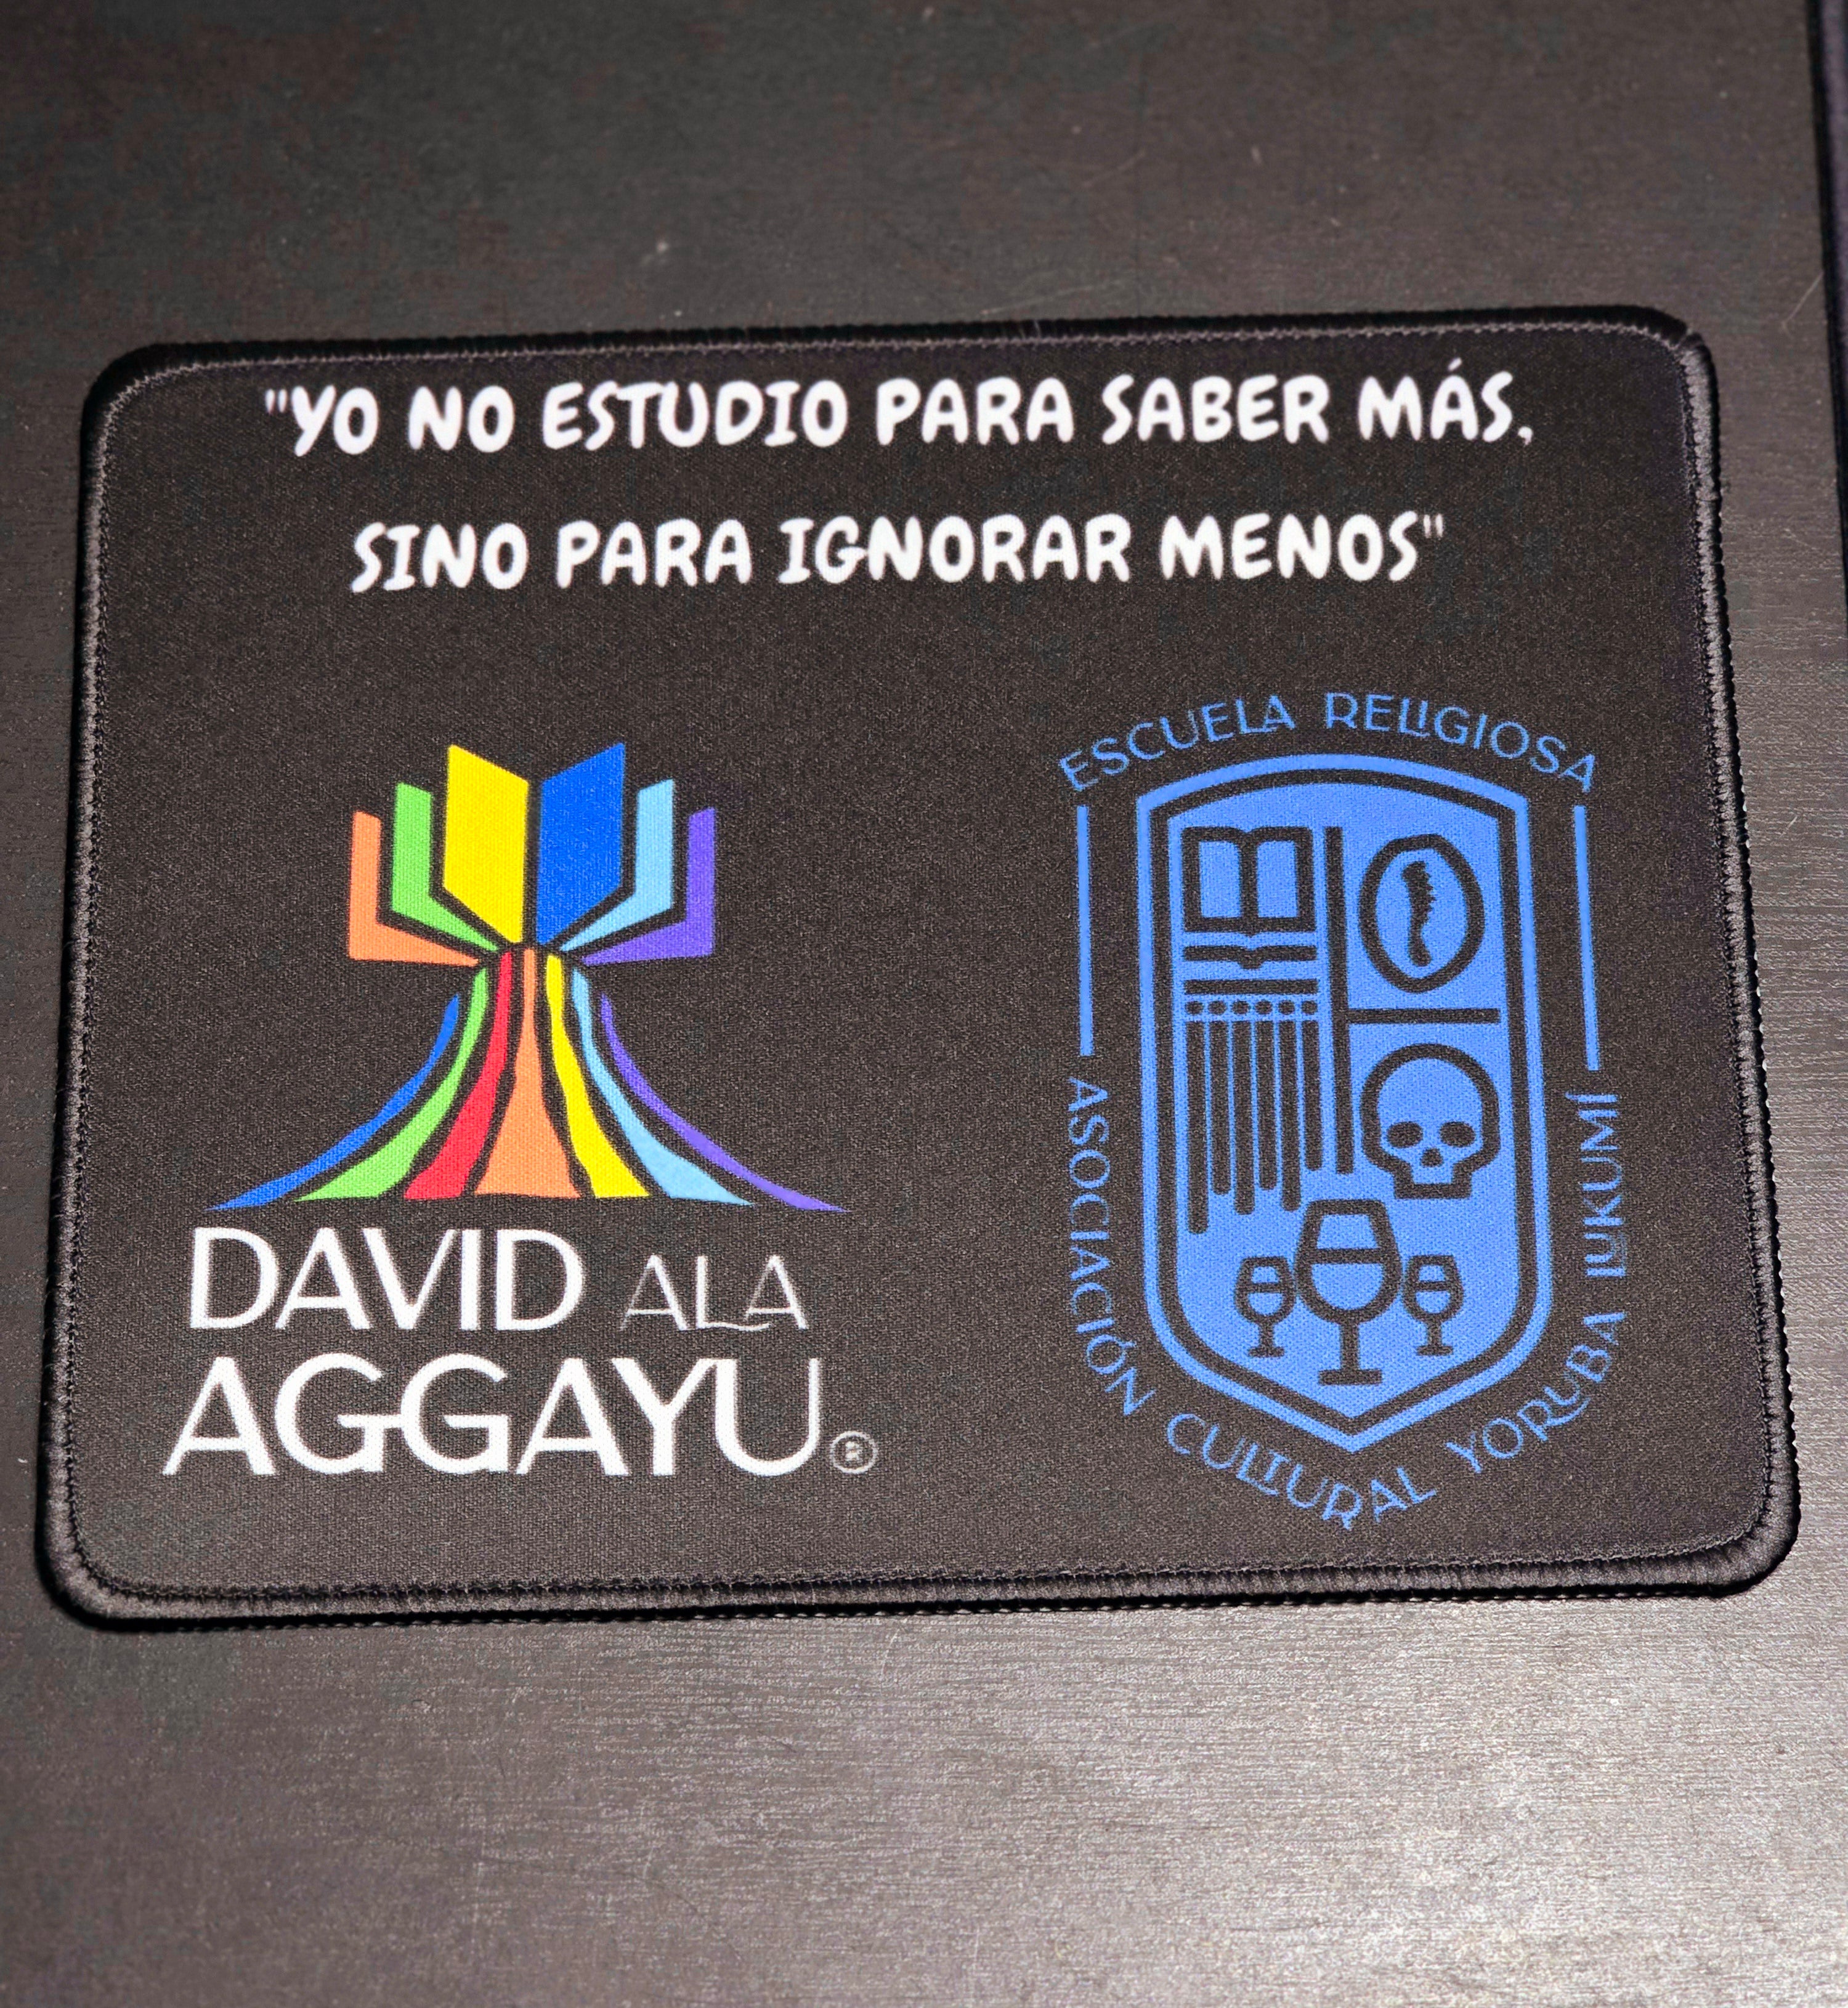 "YO NO ESTUDIO PARA SABER MÁS,
SINO PARA IGNORAR MENOS"
DAVID ALA
AGGAYU®
ESCUELA RELIGIOSA
ASOCIACIÓN CULTURAL YORUBA LUKUMÍ